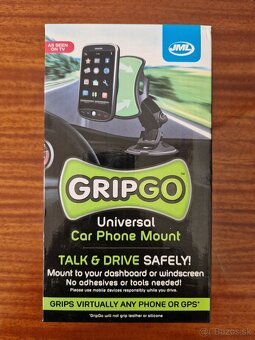 AS SEEN
ON TV
JML
GRIPGO™
Universal
Car Phone Mount
TALK & DRIVE SAFELY!
Mount to your dashboard or windscreen
No adhesives or tools needed!
Please use mobile devices responsibly while you drive.
GRIPS VIRTUALLY ANY PHONE OR GPS*
*GripGo will not grip leather or silicone
bazos.sk